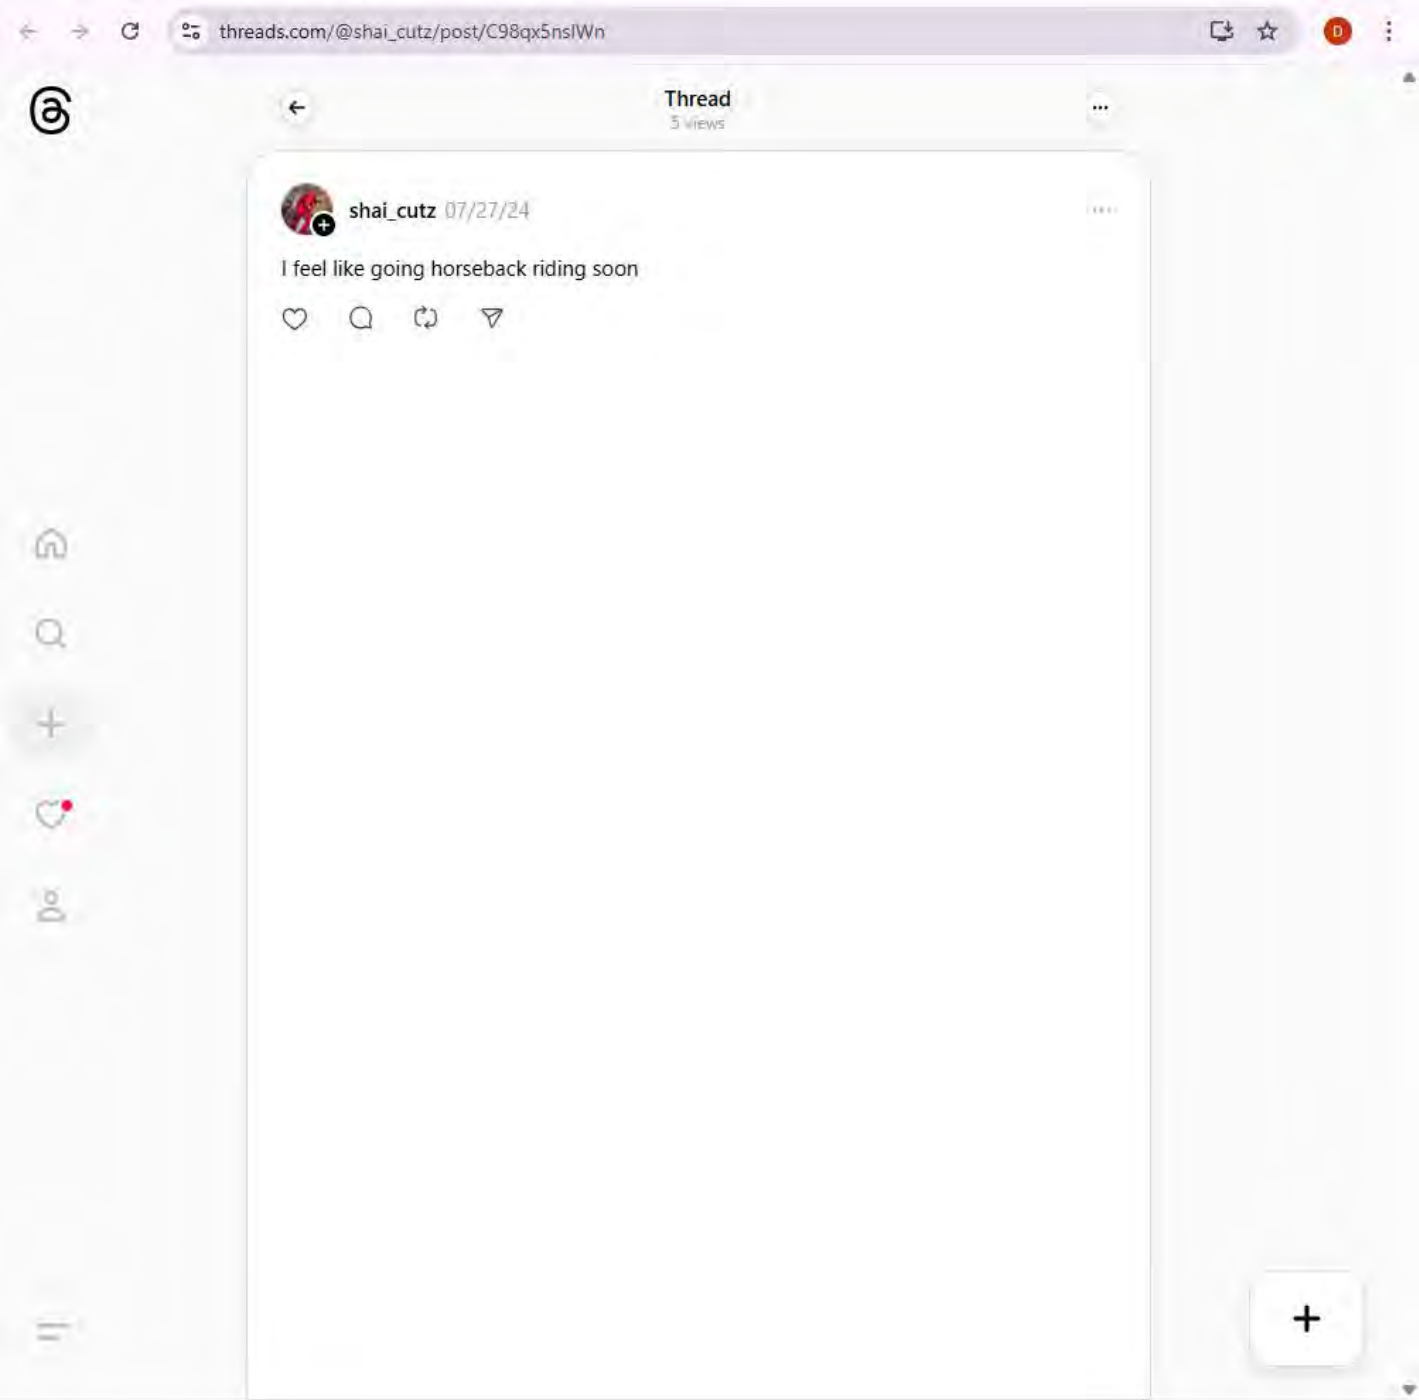 threads.com/@shai_cutz/post/C98qx5nslWn
D
Thread
5 views
shai_cutz 07/27/24
I feel like going horseback riding soon